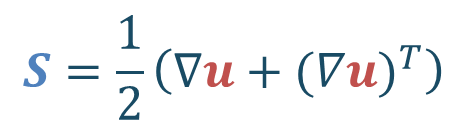 S = 1/2 (∇u + (∇u)^T)